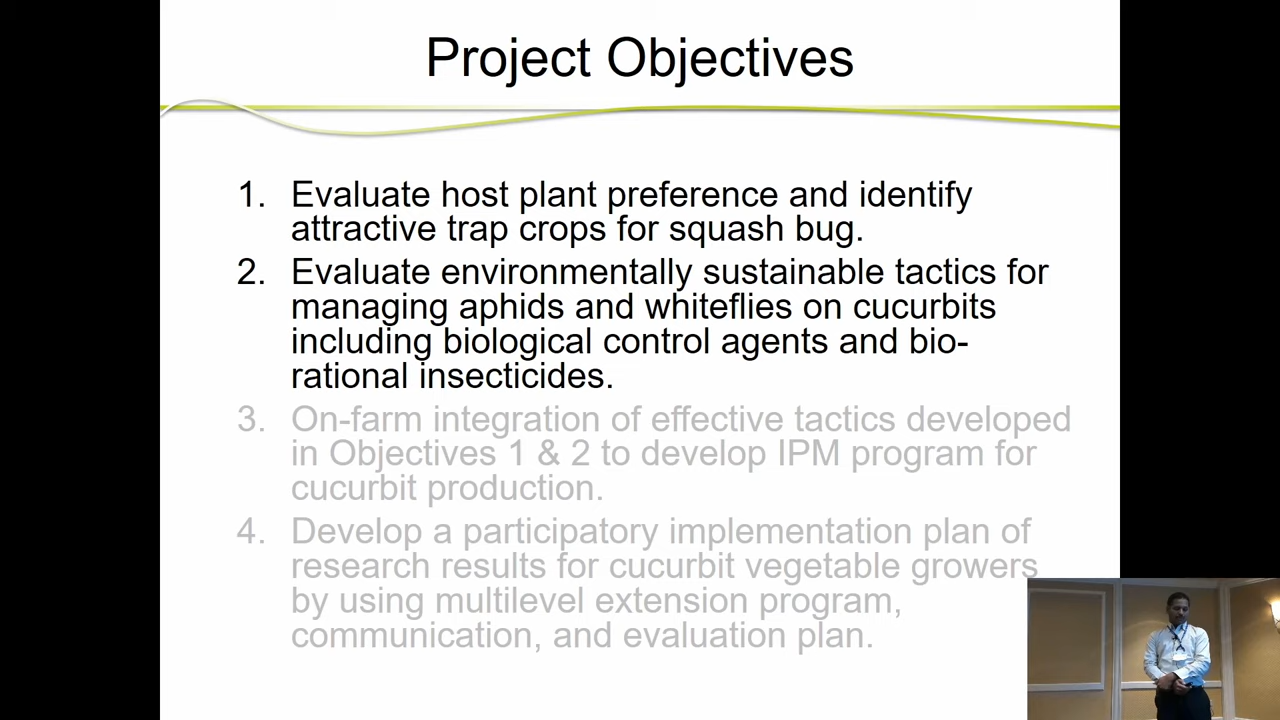 Project Objectives
1. Evaluate host plant preference and identify
attractive trap crops for squash bug.
2. Evaluate environmentally sustainable tactics for
managing aphids and whiteflies on cucurbits
including biological control agents and bio-
rational insecticides.
3. On-farm integration of effective tactics developed
in Objectives 1 & 2 to develop IPM program for
cucurbit production.
4. Develop a participatory implementation plan of
research results for cucurbit vegetable growers
by using multilevel extension program,
communication, and evaluation plan.